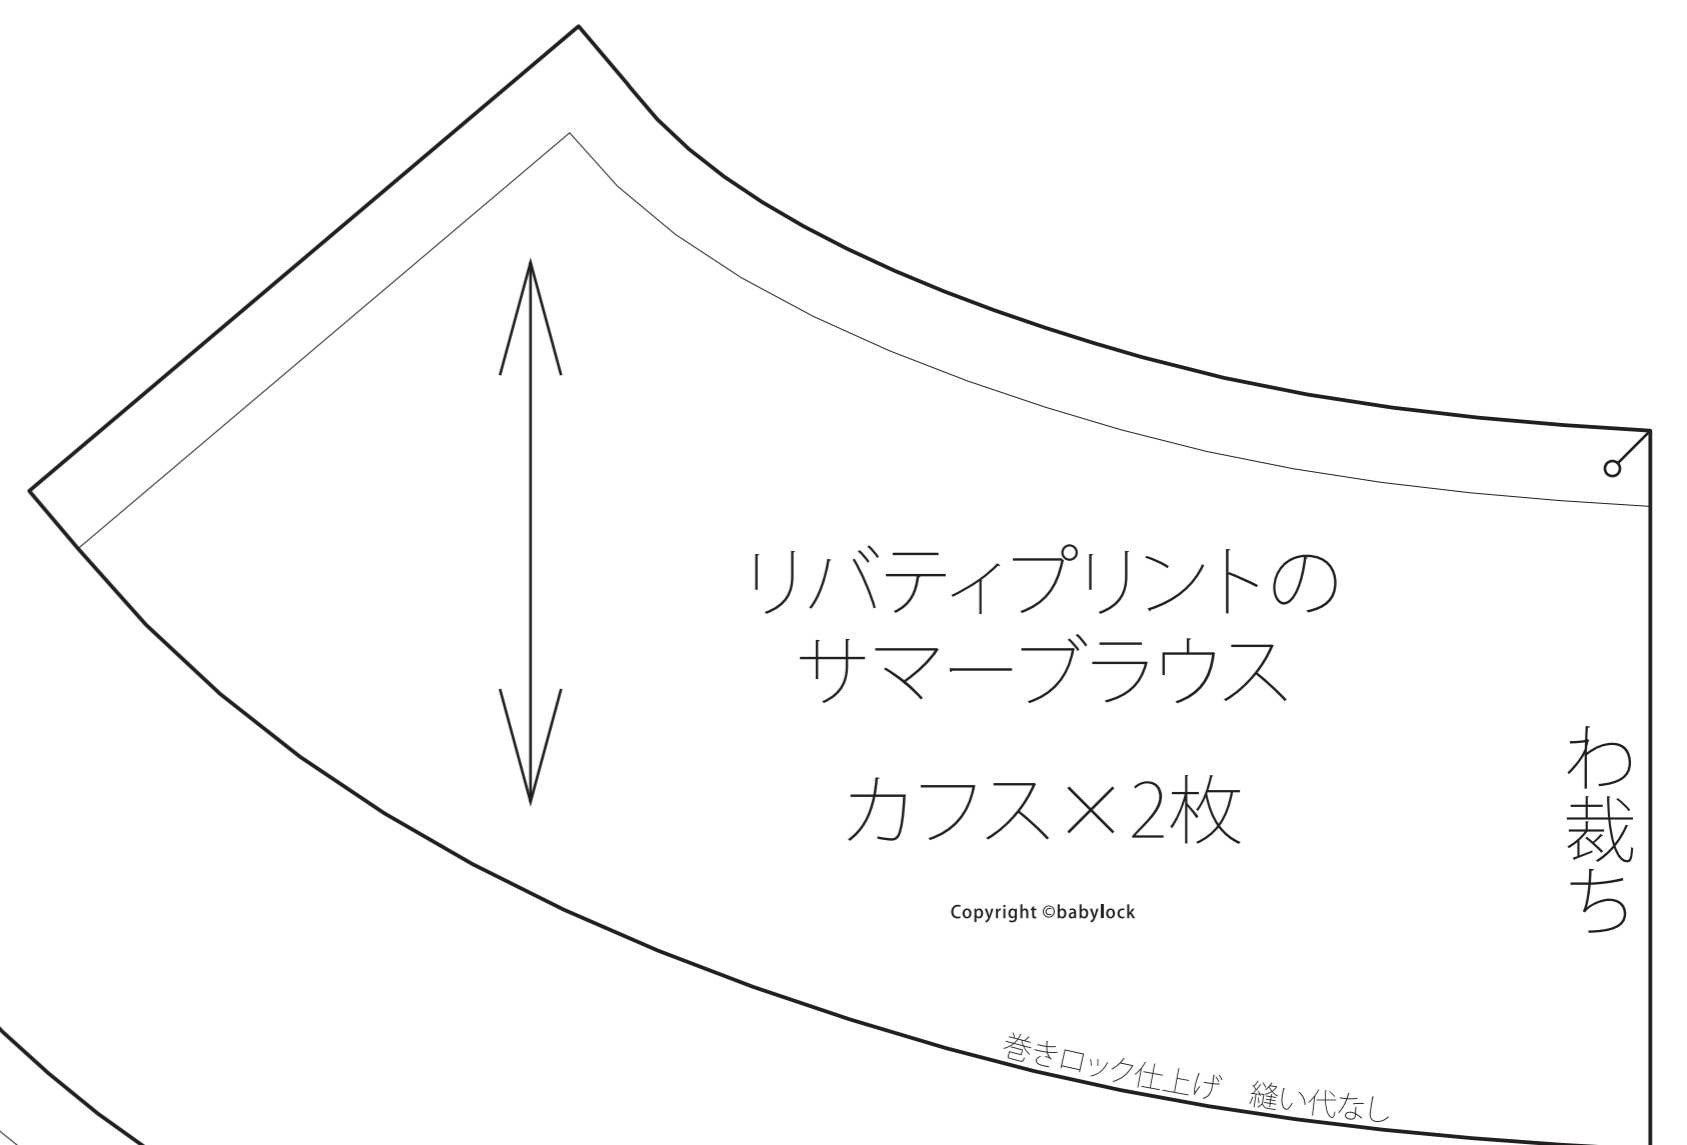 リバティプリントの
サマーブラウス
カフス×2枚
Copyright ©babylock
わ裁ち
巻きロック仕上げ　縫い代なし